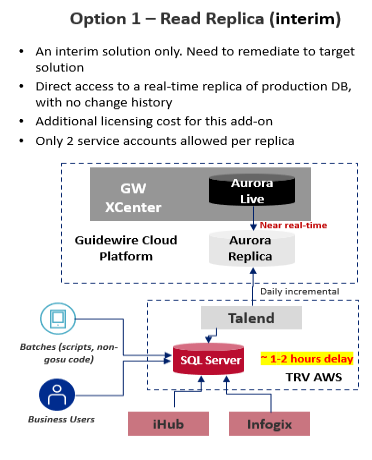 Option 1 – Read Replica (interim)
• An interim solution only. Need to remediate to target
solution
• Direct access to a real-time replica of production DB,
with no change history
• Additional licensing cost for this add-on
• Only 2 service accounts allowed per replica
GW
XCenter
Aurora
Live
Near real-time
Guidewire Cloud
Platform
Aurora
Replica
Daily incremental
Talend
Batches (scripts, non-
gosu code)
SQL Server
~ 1-2 hours delay
TRV AWS
Business Users
iHub
Infogix